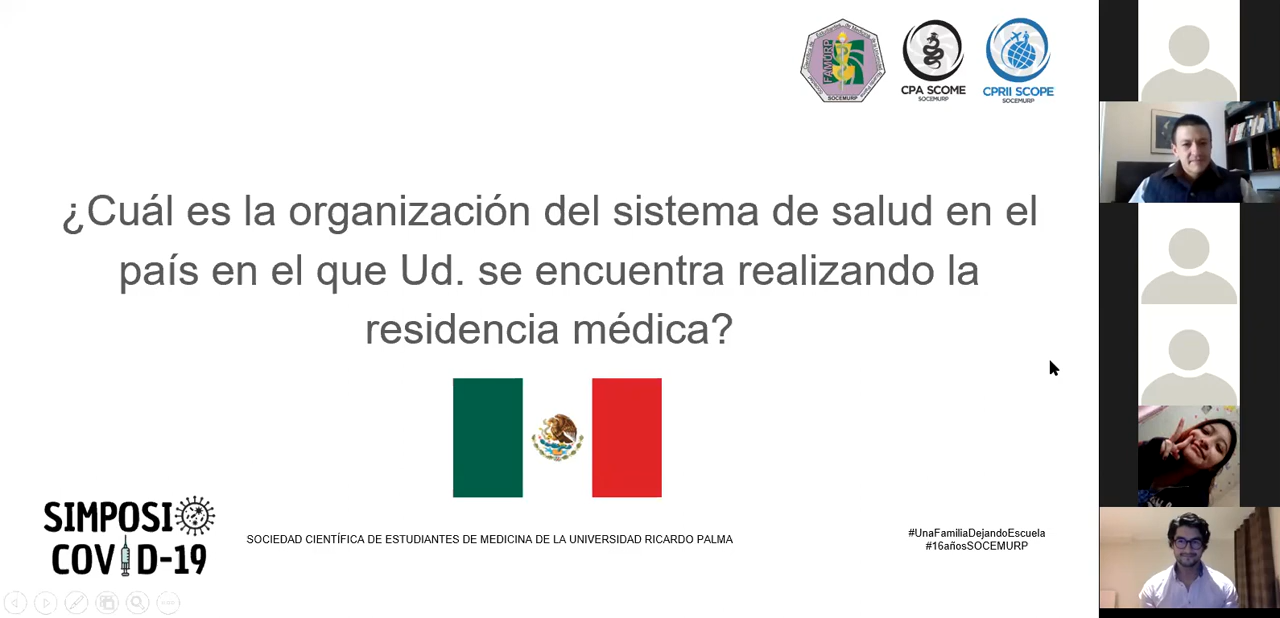 FAMURP
SOCEMURP
CPA SCOME
SOCEMURP
CPRII SCOPE
SOCEMURP
¿Cuál es la organización del sistema de salud en el
país en el que Ud. se encuentra realizando la
residencia médica?
SIMPOSIO
COVID-19
SOCIEDAD CIENTÍFICA DE ESTUDIANTES DE MEDICINA DE LA UNIVERSIDAD RICARDO PALMA
#UnaFamiliaDejandoEscuela
#16añosSOCEMURP